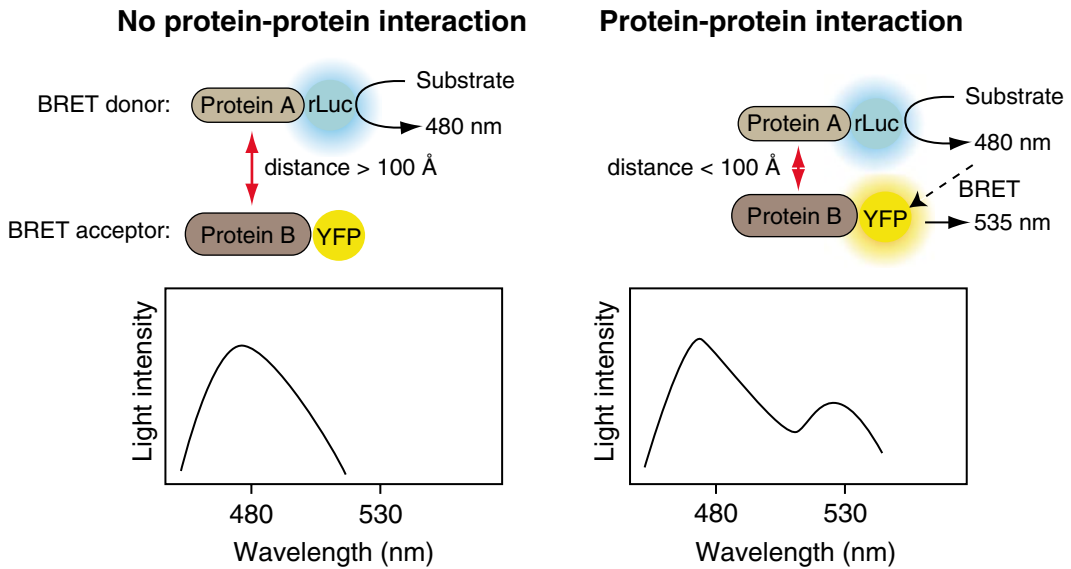 No protein-protein interaction
BRET donor:
Protein A
rLuc
Substrate
480 nm
distance > 100 Å
BRET acceptor:
Protein B
YFP
Light intensity
480
530
Wavelength (nm)
Protein-protein interaction
Protein A
rLuc
Substrate
480 nm
distance < 100 Å
BRET
Protein B
YFP
535 nm
Light intensity
480
530
Wavelength (nm)